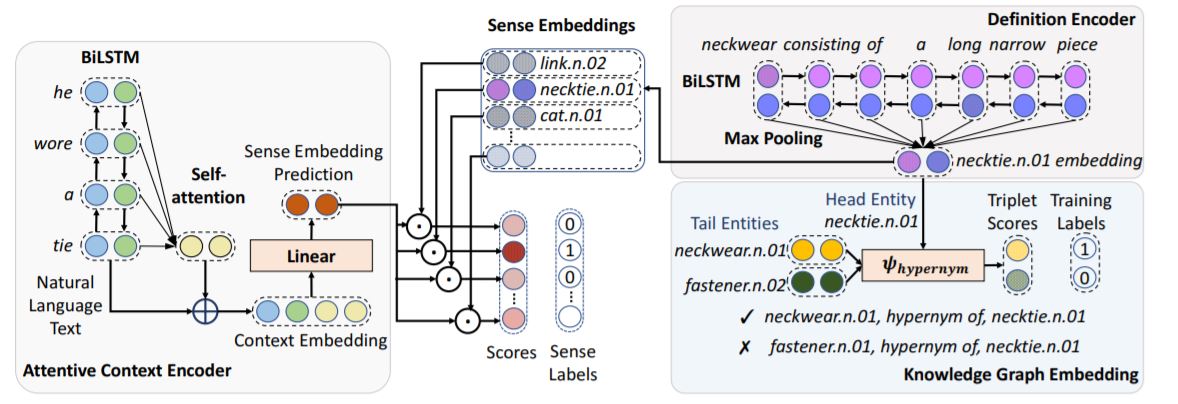 BiLSTM
he
wore
a
tie
Natural
Language
Text
Self-
attention
Sense Embedding
Prediction
Linear
Context Embedding
Attentive Context Encoder
Sense Embeddings
link.n.02
necktie.n.01
cat.n.01
0
1
0
Scores
Sense
Labels
Definition Encoder
neckwear consisting of a long narrow piece
BiLSTM
Max Pooling
necktie.n.01 embedding
Tail Entities
Head Entity
necktie.n.01
Triplet
Scores
Training
Labels
neckwear.n.01
fastener.n.02
ψhypernym
1
0
✓ neckwear.n.01, hypernym of, necktie.n.01
✗ fastener.n.01, hypernym of, necktie.n.01
Knowledge Graph Embedding